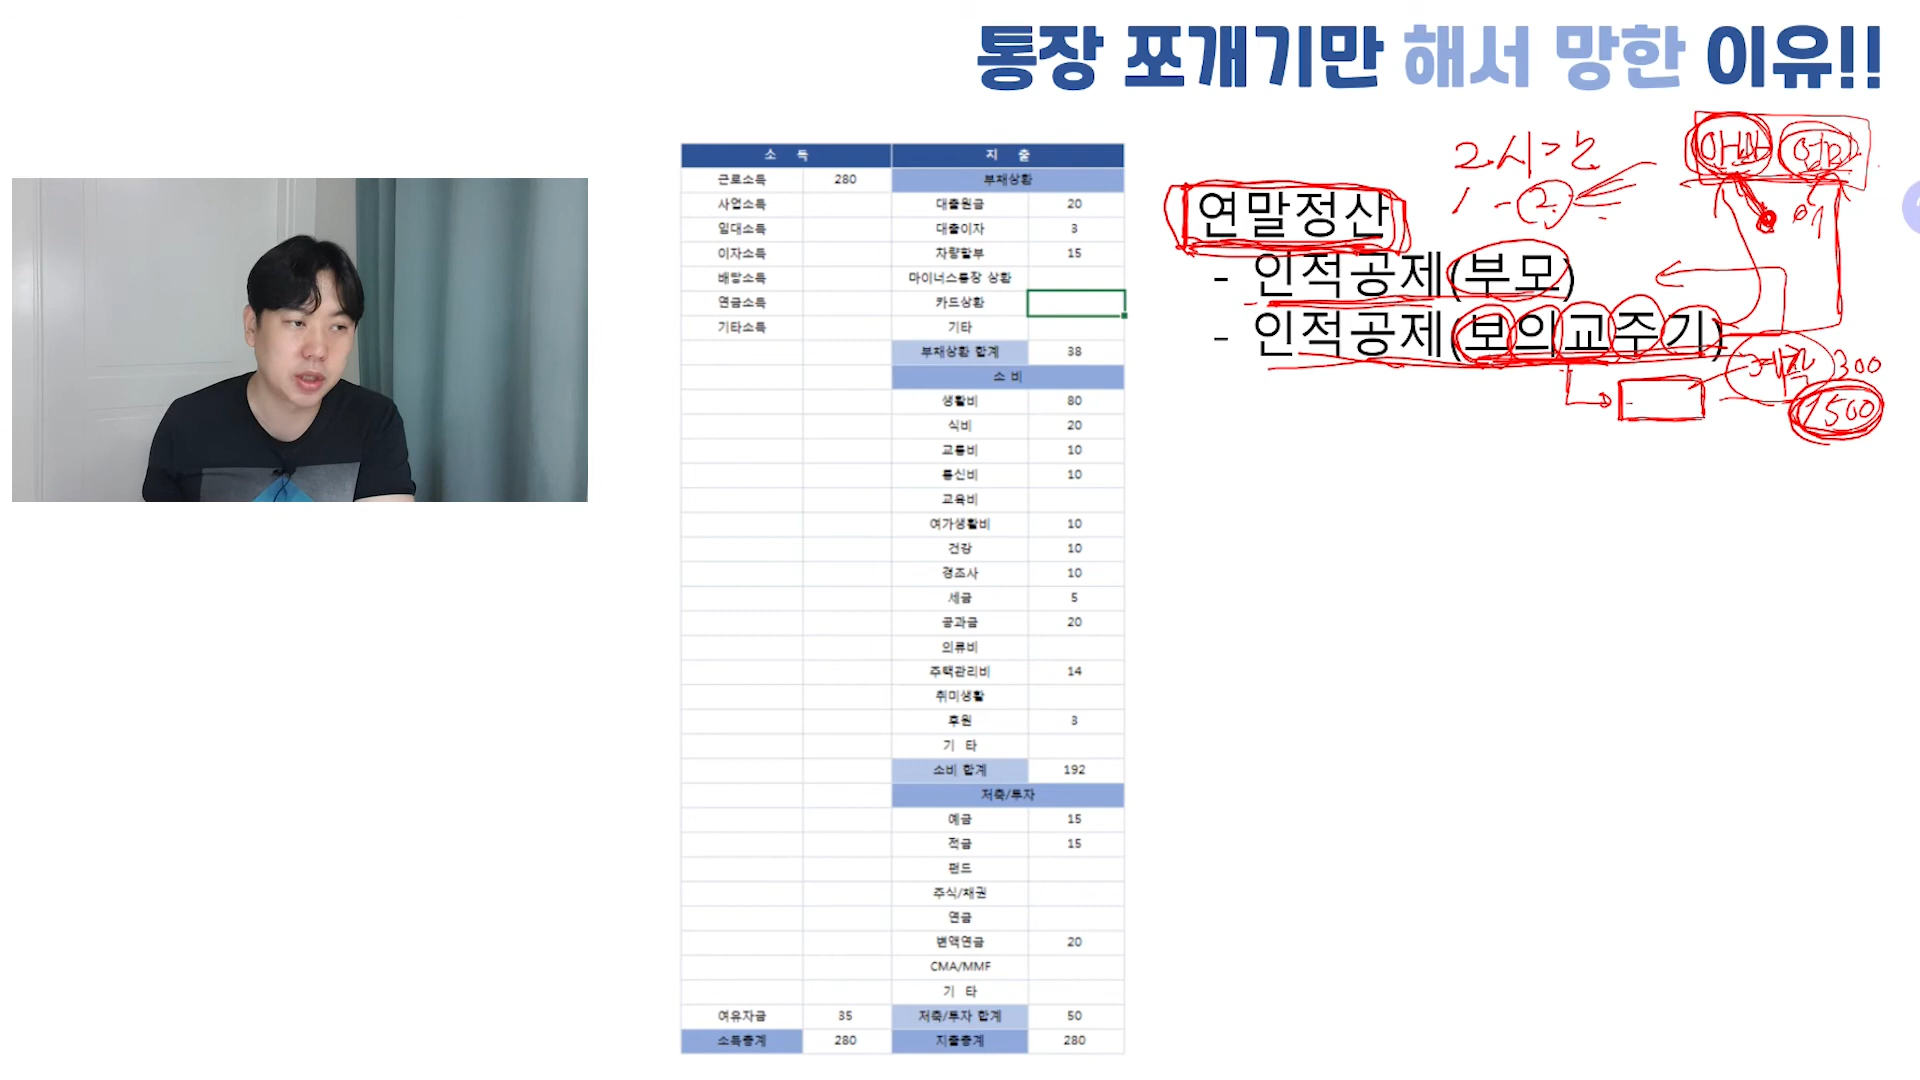 통장 쪼개기만 해서 망한 이유!!
소 득 지 출
근로소득 280 부채상황
사업소득 대출원금 20
임대소득 대출이자 3
이자소득 차량할부 15
배당소득 마이너스통장 상황
연금소득 카드상황
기타소득 기타
부채상황 합계 38
소 비
생활비 80
식비 20
교통비 10
통신비 10
교육비
여가생활비 10
건강 10
경조사 10
세금 5
공과금 20
의류비
주택관리비 14
취미생활
후원 3
기 타
소비 합계 192
저축/투자
예금 15
적금 15
펀드
주식/채권
연금
변액연금 20
CMA/MMF
기 타
여유자금 35 저축/투자 합계 50
소득총계 280 지출총계 280
2시간
1 - 2
아빠 엄마
연말정산
- 인적공제(부모)
- 인적공제(보의교주기)
300
1500